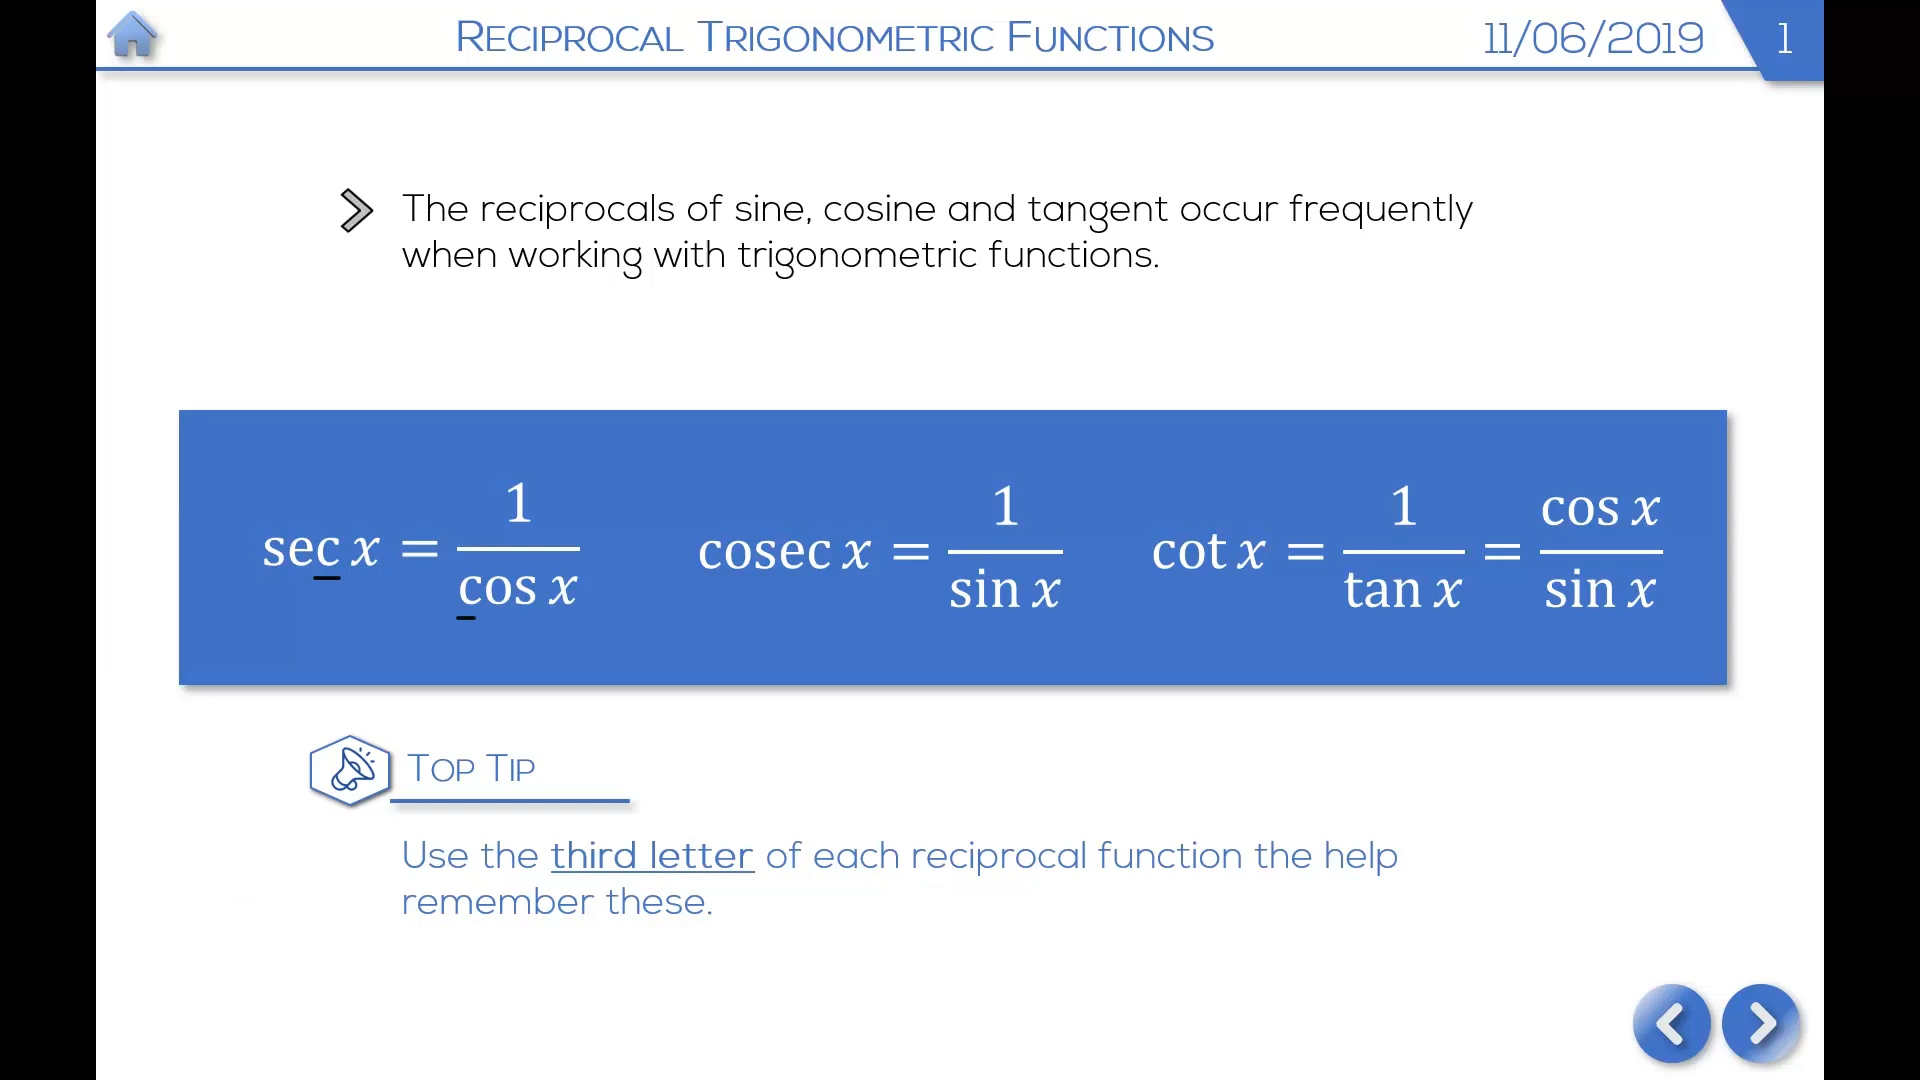 RECIPROCAL TRIGONOMETRIC FUNCTIONS
11/06/2019
1
The reciprocals of sine, cosine and tangent occur frequently
when working with trigonometric functions.
sec x = 1/cos x
cosec x = 1/sin x
cot x = 1/tan x = cos x/sin x
TOP TIP
Use the third letter of each reciprocal function the help
remember these.